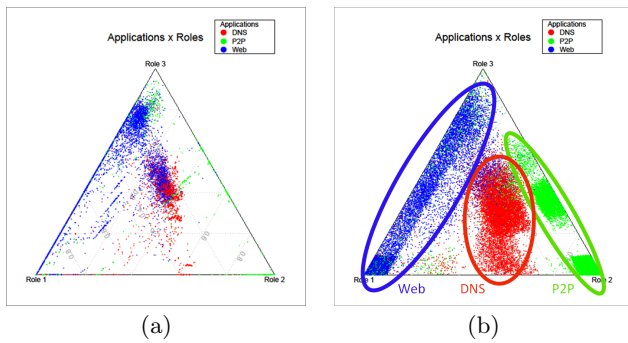 Applications x Roles
Applications
DNS
P2P
Web
Role 3
Role 1
Role 2
(a)
Applications x Roles
Applications
DNS
P2P
Web
Role 3
Role 1
Role 2
Web
DNS
P2P
(b)